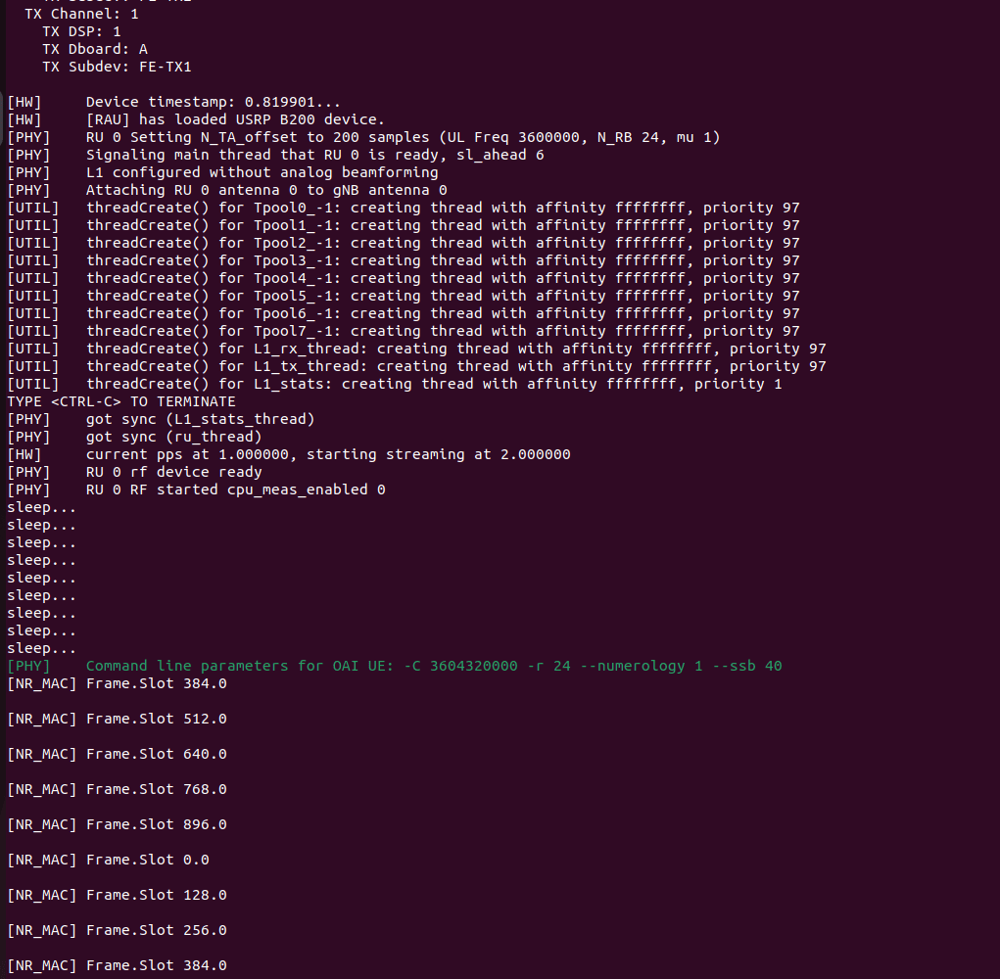 TX Channel: 1
TX DSP: 1
TX Dboard: A
TX Subdev: FE-TX1
[HW] Device timestamp: 0.819901...
[HW] [RAU] has loaded USRP B200 device.
[PHY] RU 0 Setting N_TA_offset to 200 samples (UL Freq 3600000, N_RB 24, mu 1)
[PHY] Signaling main thread that RU 0 is ready, sl_ahead 6
[PHY] L1 configured without analog beamforming
[PHY] Attaching RU 0 antenna 0 to gNB antenna 0
[UTIL] threadCreate() for Tpool0_-1: creating thread with affinity ffffffff, priority 97
[UTIL] threadCreate() for Tpool1_-1: creating thread with affinity ffffffff, priority 97
[UTIL] threadCreate() for Tpool2_-1: creating thread with affinity ffffffff, priority 97
[UTIL] threadCreate() for Tpool3_-1: creating thread with affinity ffffffff, priority 97
[UTIL] threadCreate() for Tpool4_-1: creating thread with affinity ffffffff, priority 97
[UTIL] threadCreate() for Tpool5_-1: creating thread with affinity ffffffff, priority 97
[UTIL] threadCreate() for Tpool6_-1: creating thread with affinity ffffffff, priority 97
[UTIL] threadCreate() for Tpool7_-1: creating thread with affinity ffffffff, priority 97
[UTIL] threadCreate() for L1_rx_thread: creating thread with affinity ffffffff, priority 97
[UTIL] threadCreate() for L1_tx_thread: creating thread with affinity ffffffff, priority 97
[UTIL] threadCreate() for L1_stats: creating thread with affinity ffffffff, priority 1
TYPE <CTRL-C> TO TERMINATE
[PHY] got sync (L1_stats_thread)
[PHY] got sync (ru_thread)
[HW] current pps at 1.000000, starting streaming at 2.000000
[PHY] RU 0 rf device ready
[PHY] RU 0 RF started cpu_meas_enabled 0
sleep...
sleep...
sleep...
sleep...
sleep...
sleep...
sleep...
sleep...
sleep...
[PHY] Command line parameters for OAI UE: -C 3604320000 -r 24 --numerology 1 --ssb 40
[NR_MAC] Frame.Slot 384.0
[NR_MAC] Frame.Slot 512.0
[NR_MAC] Frame.Slot 640.0
[NR_MAC] Frame.Slot 768.0
[NR_MAC] Frame.Slot 896.0
[NR_MAC] Frame.Slot 0.0
[NR_MAC] Frame.Slot 128.0
[NR_MAC] Frame.Slot 256.0
[NR_MAC] Frame.Slot 384.0